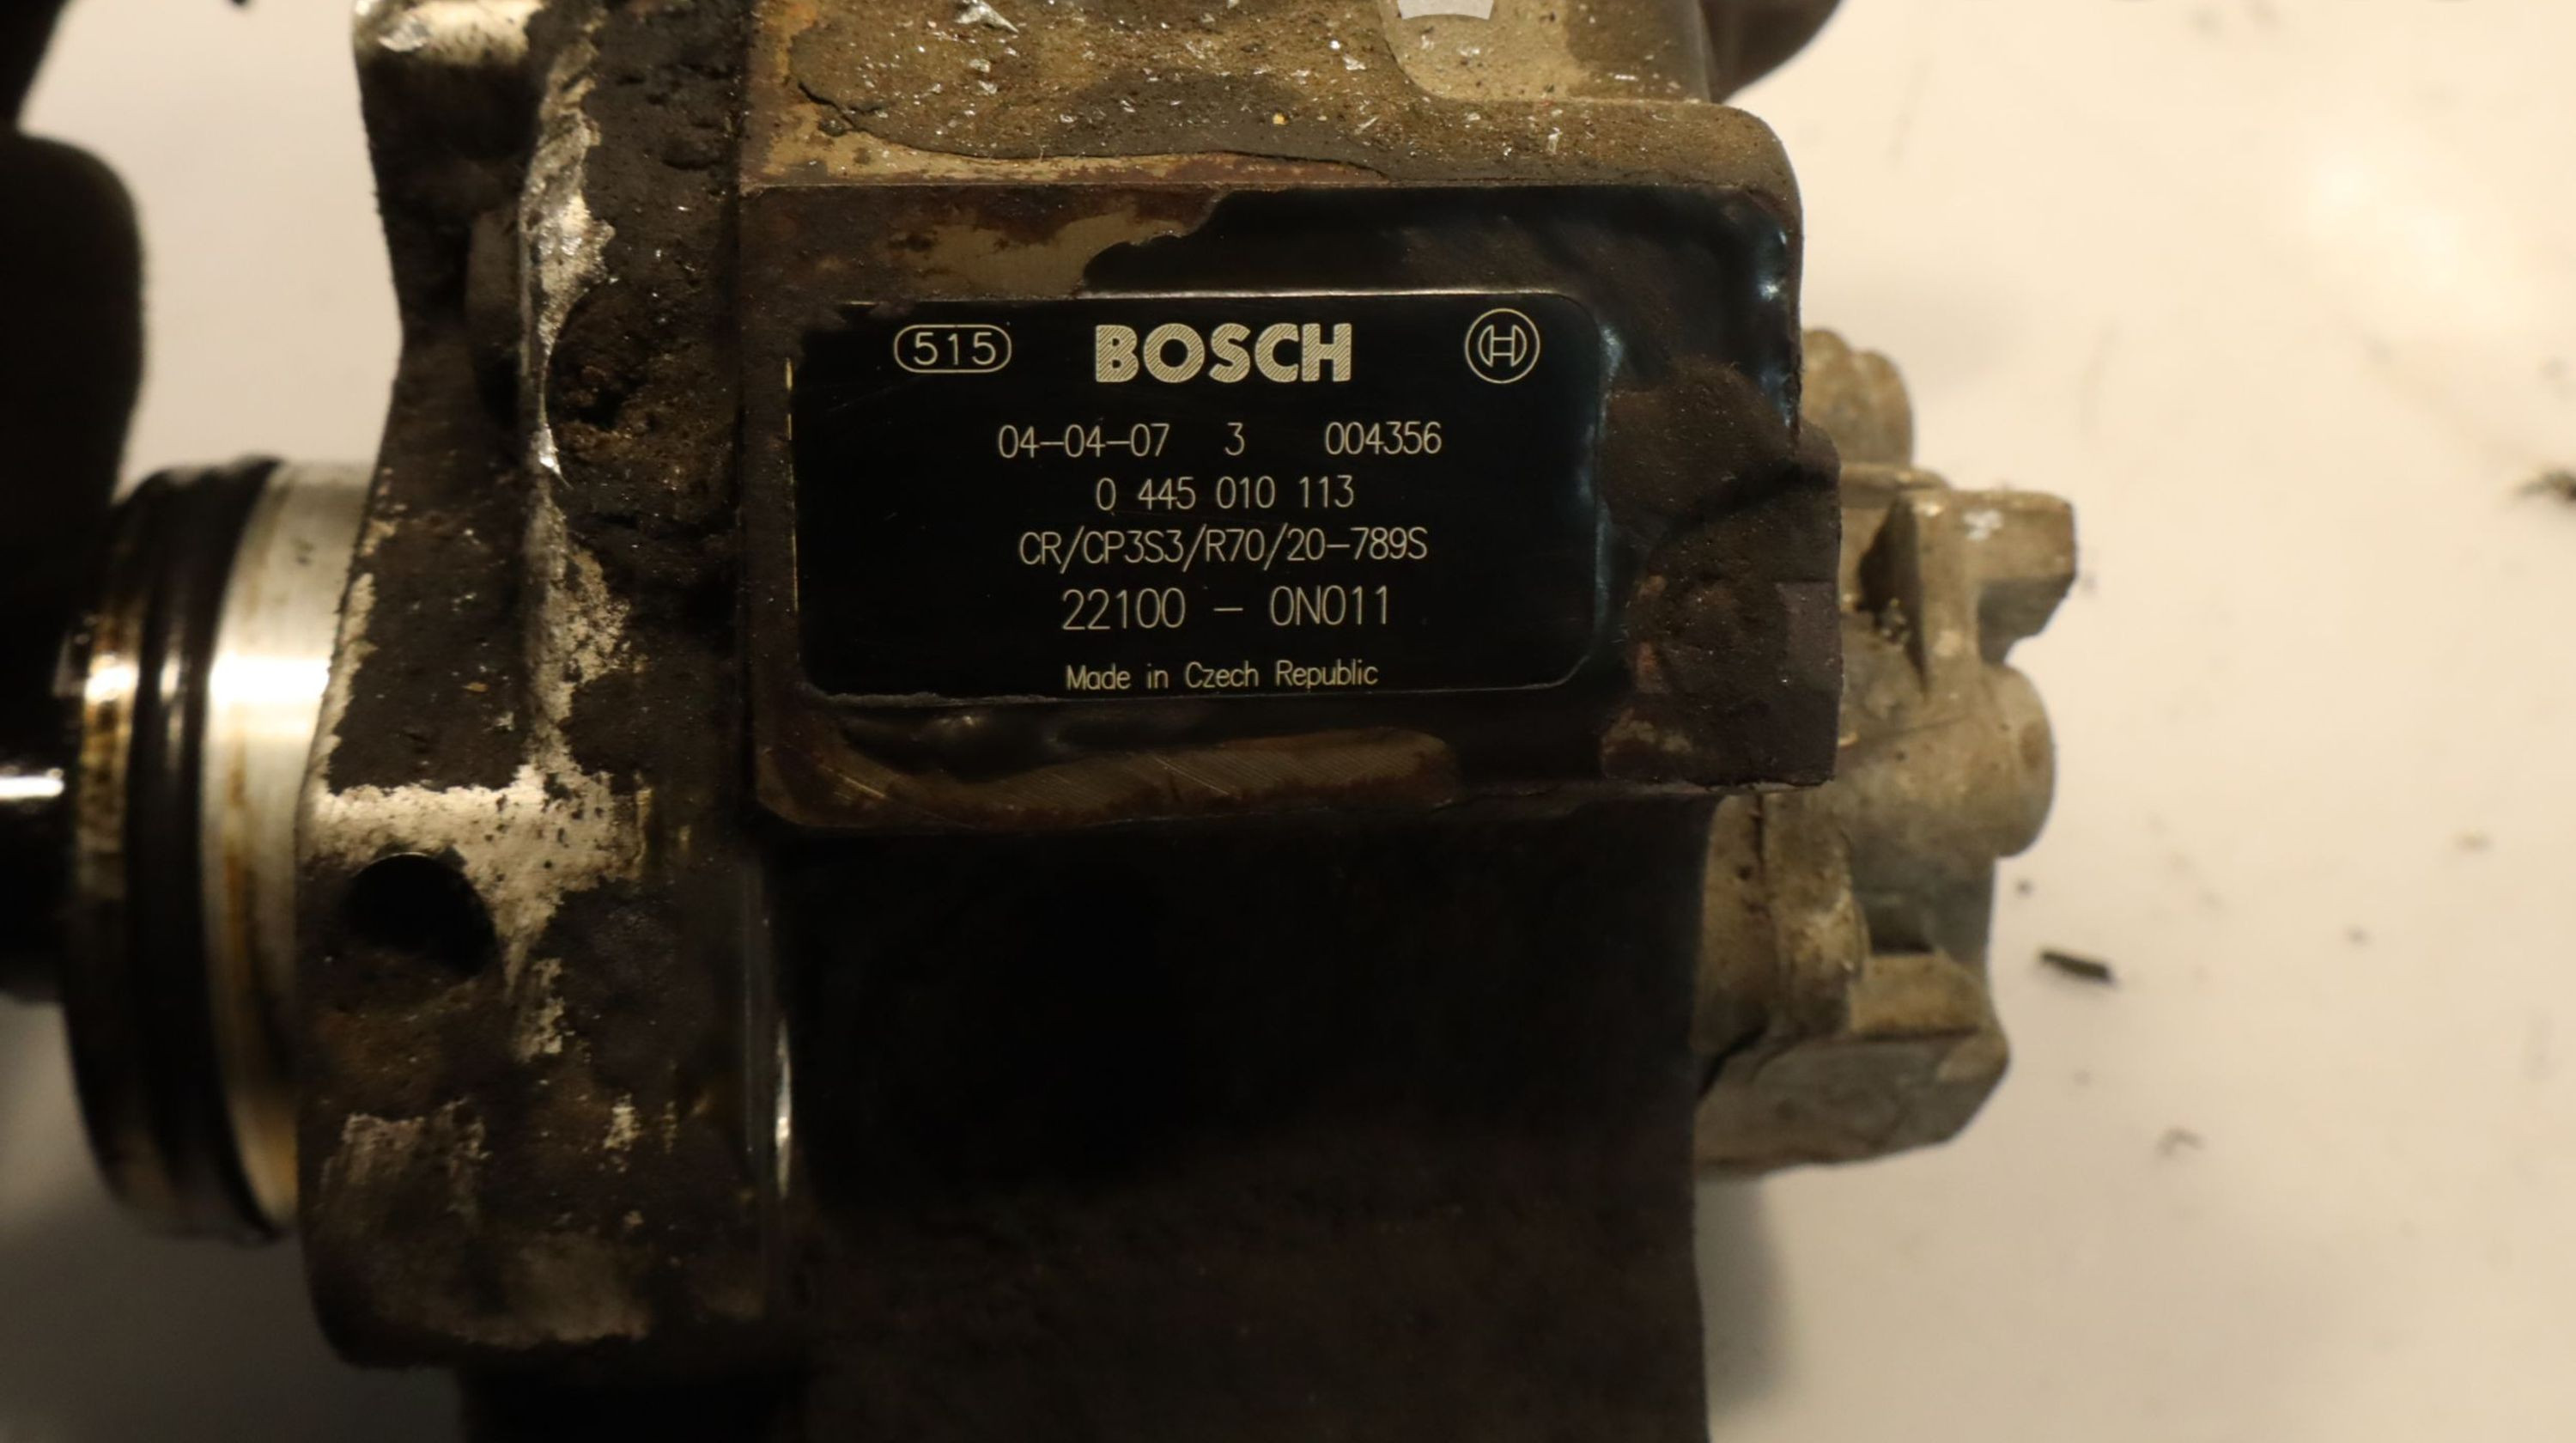 515 BOSCH
04-04-07 3 004356
0 445 010 113
CR/CP3S3/R70/20-789S
22100 - 0N011
Made in Czech Republic